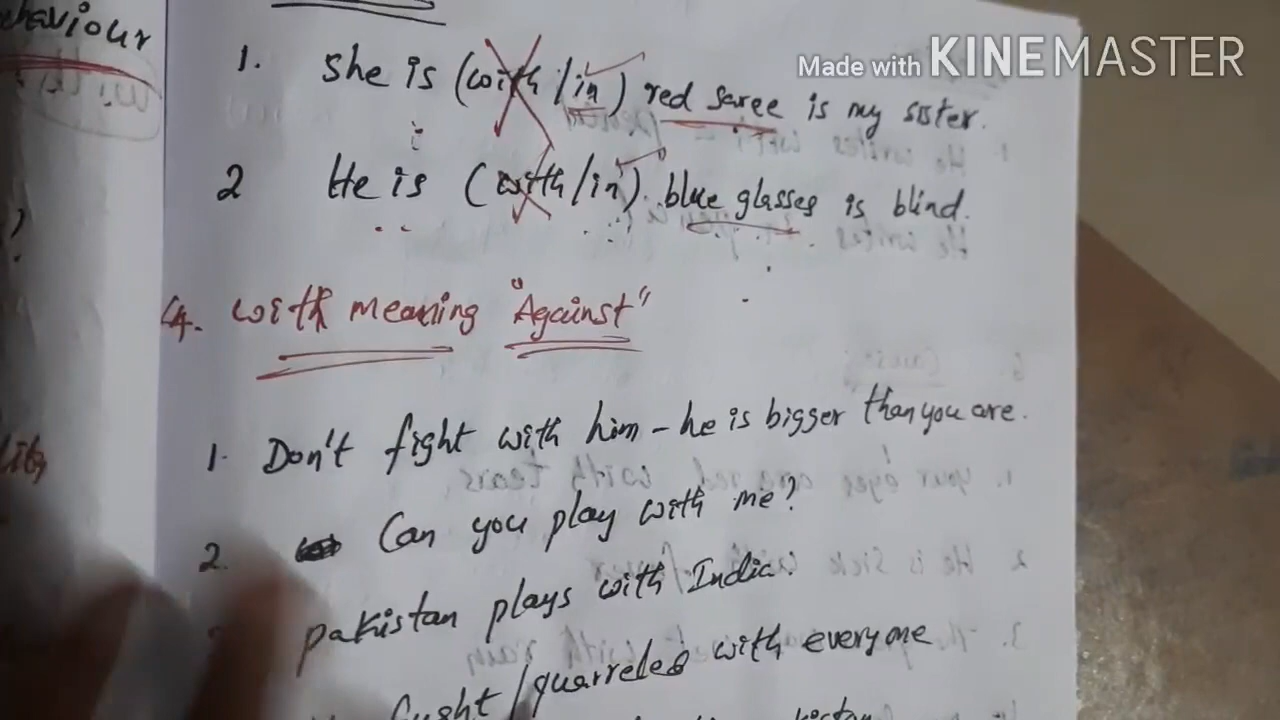 Made with KINEMASTER
ehaviour
1. She is (with/in) red saree is my sister.
2 He is (with/in) blue glasses is blind.
4. with meaning "Against"
1. Don't fight with him - he is bigger than you are.
2. Can you play with me?
pakistan plays with India.
fught/quarreled with everyone